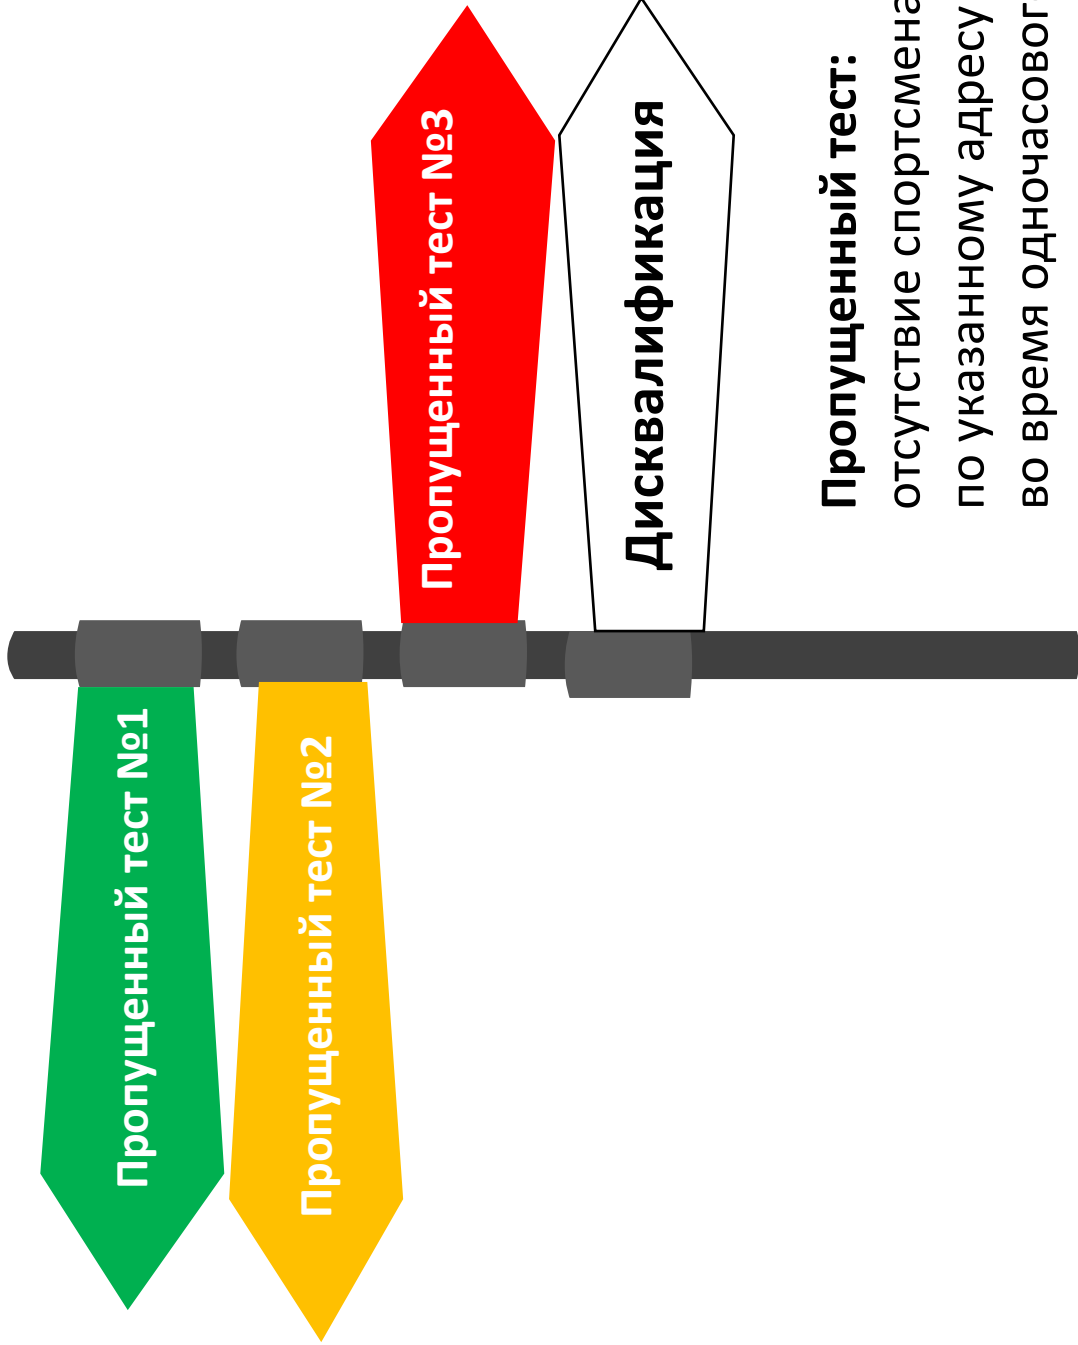 Пропущенный тест №1
Пропущенный тест №2
Пропущенный тест №3
Дисквалификация
Пропущенный тест:
отсутствие спортсмена
по указанному адресу
во время